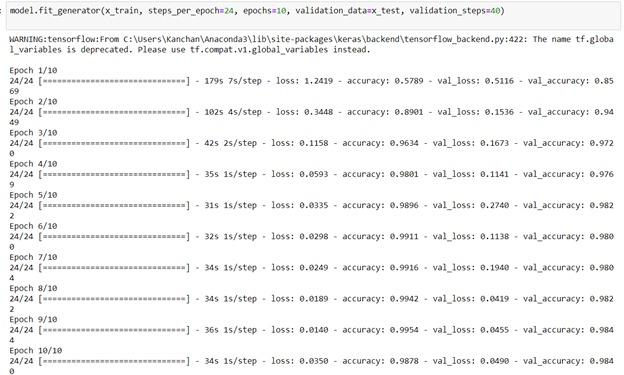 model.fit_generator(x_train, steps_per_epoch=24, epochs=10, validation_data=x_test, validation_steps=40)
WARNING:tensorflow:From C:\Users\Kanchan\Anaconda3\lib\site-packages\keras\backend\tensorflow_backend.py:422: The name tf.globa
l_variables is deprecated. Please use tf.compat.v1.global_variables instead.
Epoch 1/10
24/24 [==============================] - 179s 7s/step - loss: 1.2419 - accuracy: 0.5789 - val_loss: 0.5116 - val_accuracy: 0.85
69
Epoch 2/10
24/24 [==============================] - 102s 4s/step - loss: 0.3448 - accuracy: 0.8901 - val_loss: 0.1536 - val_accuracy: 0.94
49
Epoch 3/10
24/24 [==============================] - 42s 2s/step - loss: 0.1158 - accuracy: 0.9634 - val_loss: 0.1673 - val_accuracy: 0.972
0
Epoch 4/10
24/24 [==============================] - 35s 1s/step - loss: 0.0593 - accuracy: 0.9801 - val_loss: 0.1141 - val_accuracy: 0.976
9
Epoch 5/10
24/24 [==============================] - 31s 1s/step - loss: 0.0335 - accuracy: 0.9896 - val_loss: 0.2740 - val_accuracy: 0.982
2
Epoch 6/10
24/24 [==============================] - 32s 1s/step - loss: 0.0298 - accuracy: 0.9911 - val_loss: 0.1138 - val_accuracy: 0.980
0
Epoch 7/10
24/24 [==============================] - 34s 1s/step - loss: 0.0249 - accuracy: 0.9916 - val_loss: 0.1940 - val_accuracy: 0.980
4
Epoch 8/10
24/24 [==============================] - 34s 1s/step - loss: 0.0189 - accuracy: 0.9942 - val_loss: 0.0419 - val_accuracy: 0.982
2
Epoch 9/10
24/24 [==============================] - 36s 1s/step - loss: 0.0140 - accuracy: 0.9954 - val_loss: 0.0455 - val_accuracy: 0.984
4
Epoch 10/10
24/24 [==============================] - 34s 1s/step - loss: 0.0350 - accuracy: 0.9878 - val_loss: 0.0490 - val_accuracy: 0.984
0